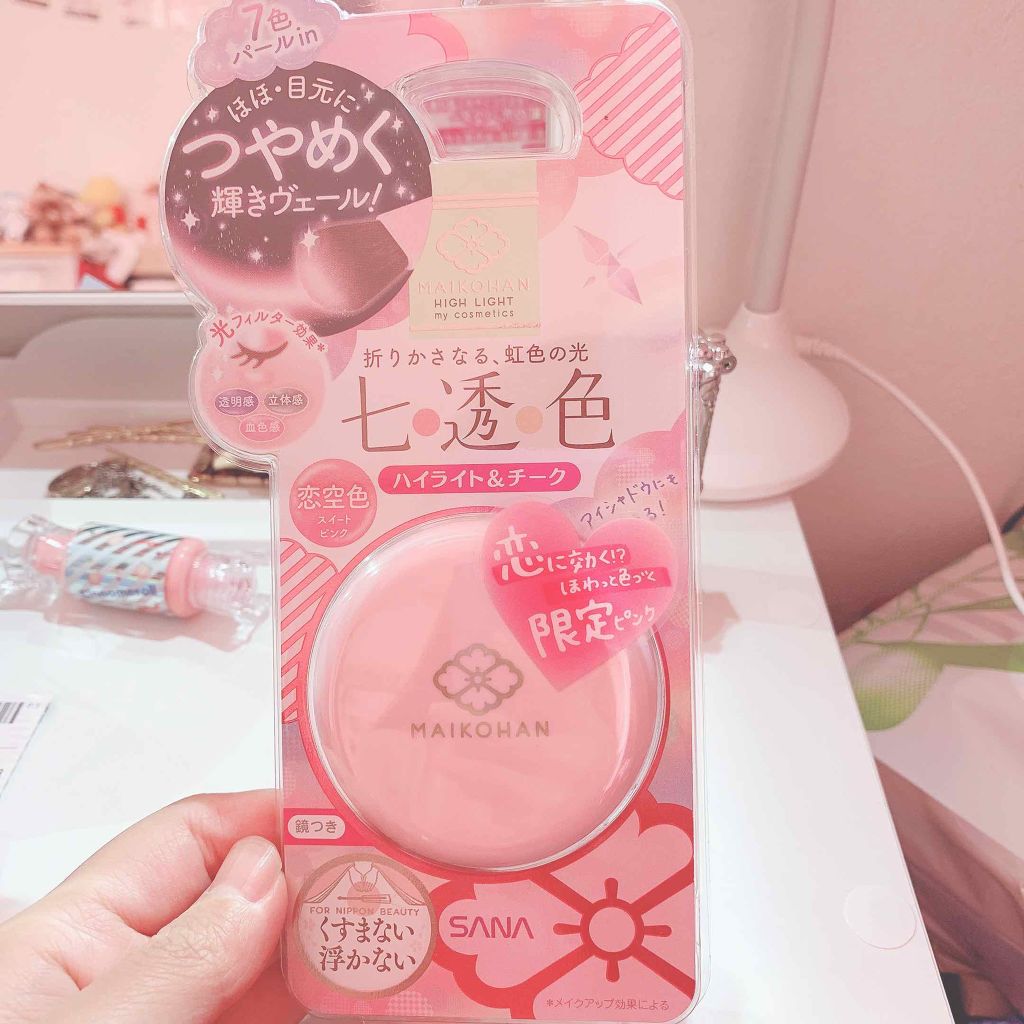 7色
パールin
ほほ・目元に
つやめく
輝きヴェール!
MAIKOHAN
HIGH LIGHT
my cosmetics
光フィルター効果*
透明感
立体感
血色感
折りかさなる、虹色の光
七・透・色
ハイライト&チーク
恋空色
スイート
ピンク
アイシャドウにも
る!
恋に効く!?
ほわっと色づく
限定ピンク
MAIKOHAN
鏡つき
FOR NIPPON BEAUTY
くすまない
浮かない
SANA
*メイクアップ効果による